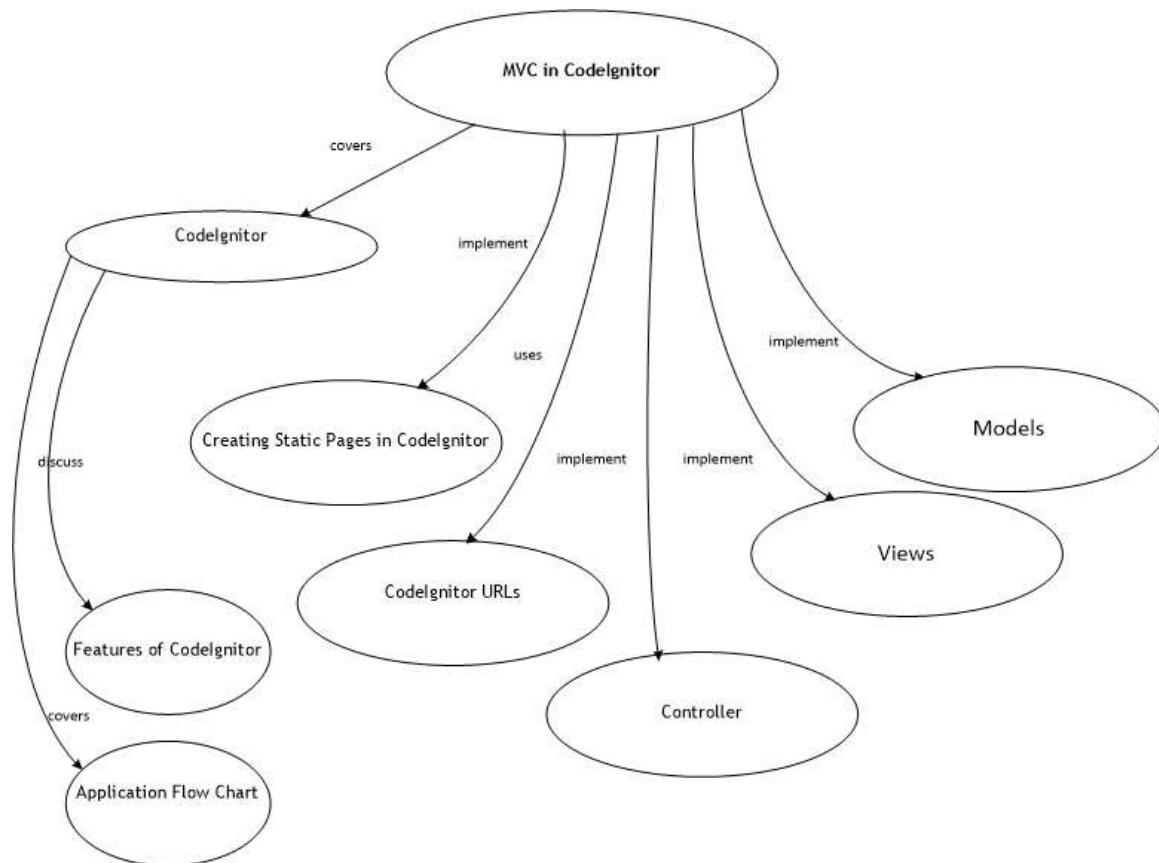 MVC in CodeIgnitor
covers
CodeIgnitor
implement
uses
implement
Models
Creating Static Pages in CodeIgnitor
discuss
implement
implement
Views
CodeIgnitor URLs
Features of CodeIgnitor
Controller
covers
Application Flow Chart